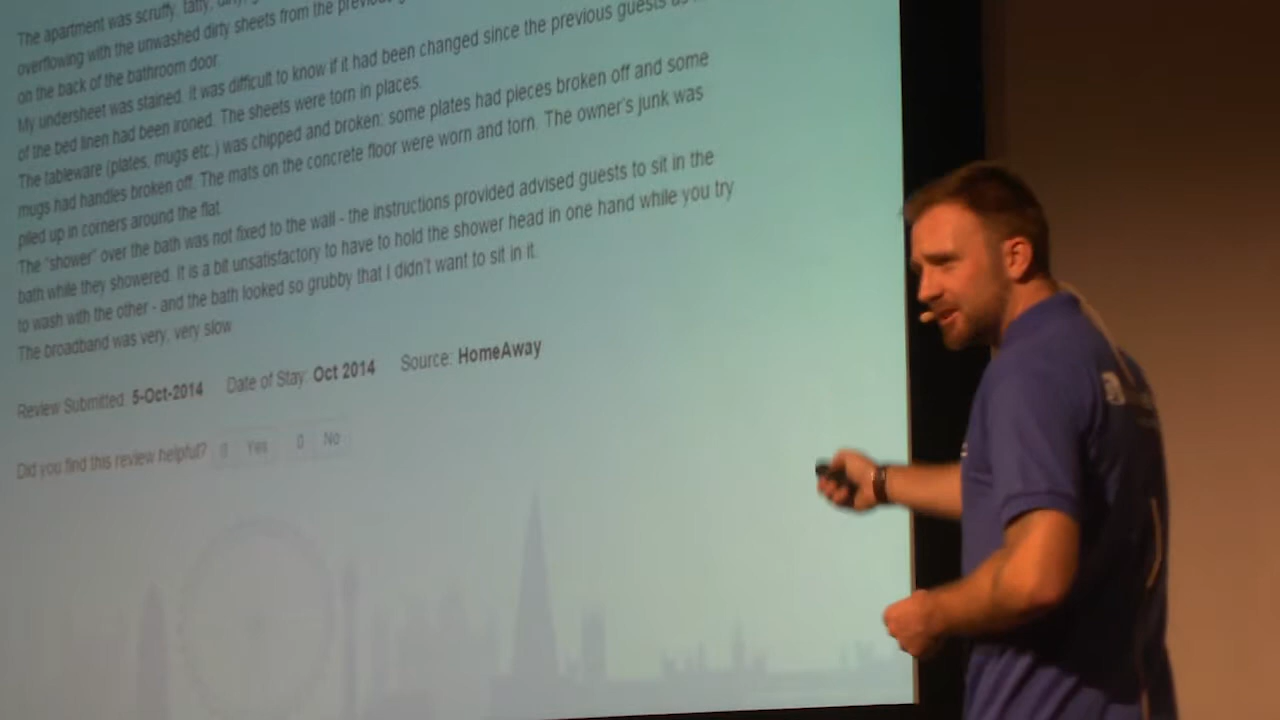 The apartment was scruffy, tatty, dirty,
overflowing with the unwashed dirty sheets from the previous
on the back of the bathroom door.
My undersheet was stained. It was difficult to know if it had been changed since the previous guests as
of the bed linen had been ironed. The sheets were torn in places.
The tableware (plates, mugs etc.) was chipped and broken: some plates had pieces broken off and some
mugs had handles broken off. The mats on the concrete floor were worn and torn. The owner's junk was
piled up in corners around the flat.
The "shower" over the bath was not fixed to the wall - the instructions provided advised guests to sit in the
bath while they showered. It is a bit unsatisfactory to have to hold the shower head in one hand while you try
to wash with the other - and the bath looked so grubby that I didn't want to sit in it.
The broadband was very, very slow.
Review Submitted: 5-Oct-2014 Date of Stay: Oct 2014 Source: HomeAway
Did you find this review helpful? 0 Yes 0 No